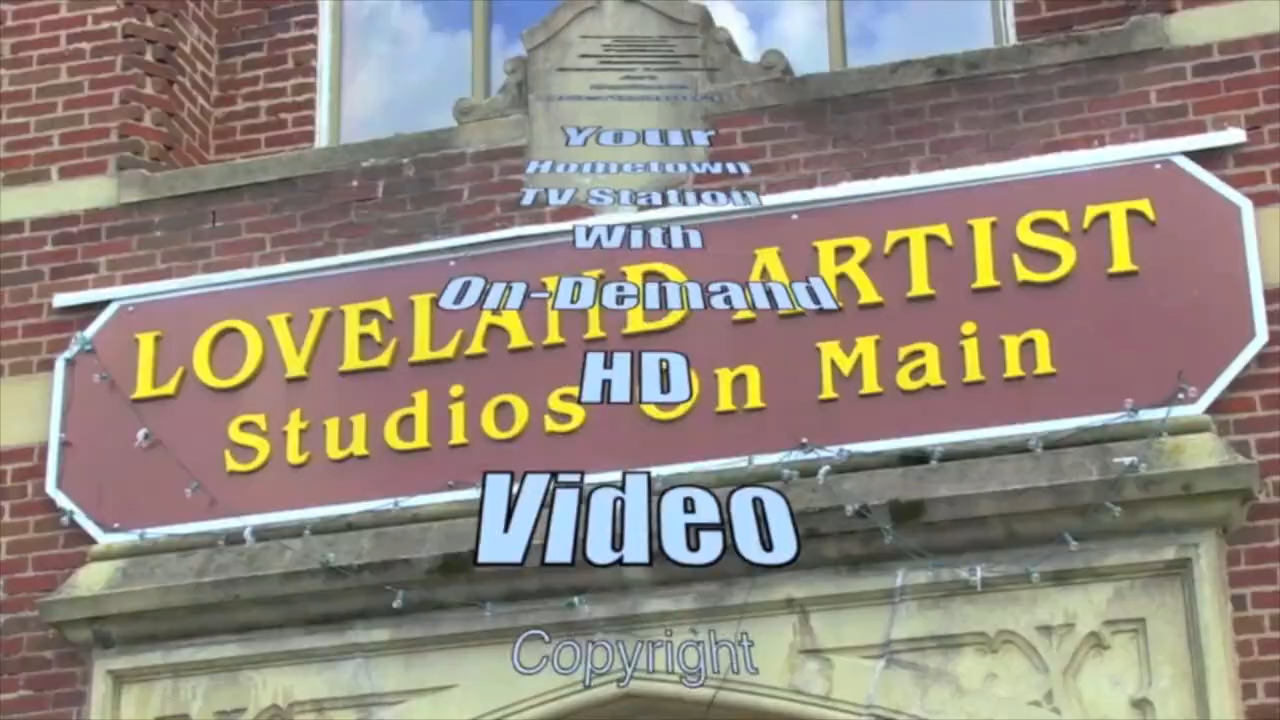 Your
Hometown
TV Station
With
On-Demand
HD
Video
LOVELAND ARTIST
Studios On Main
Copyright